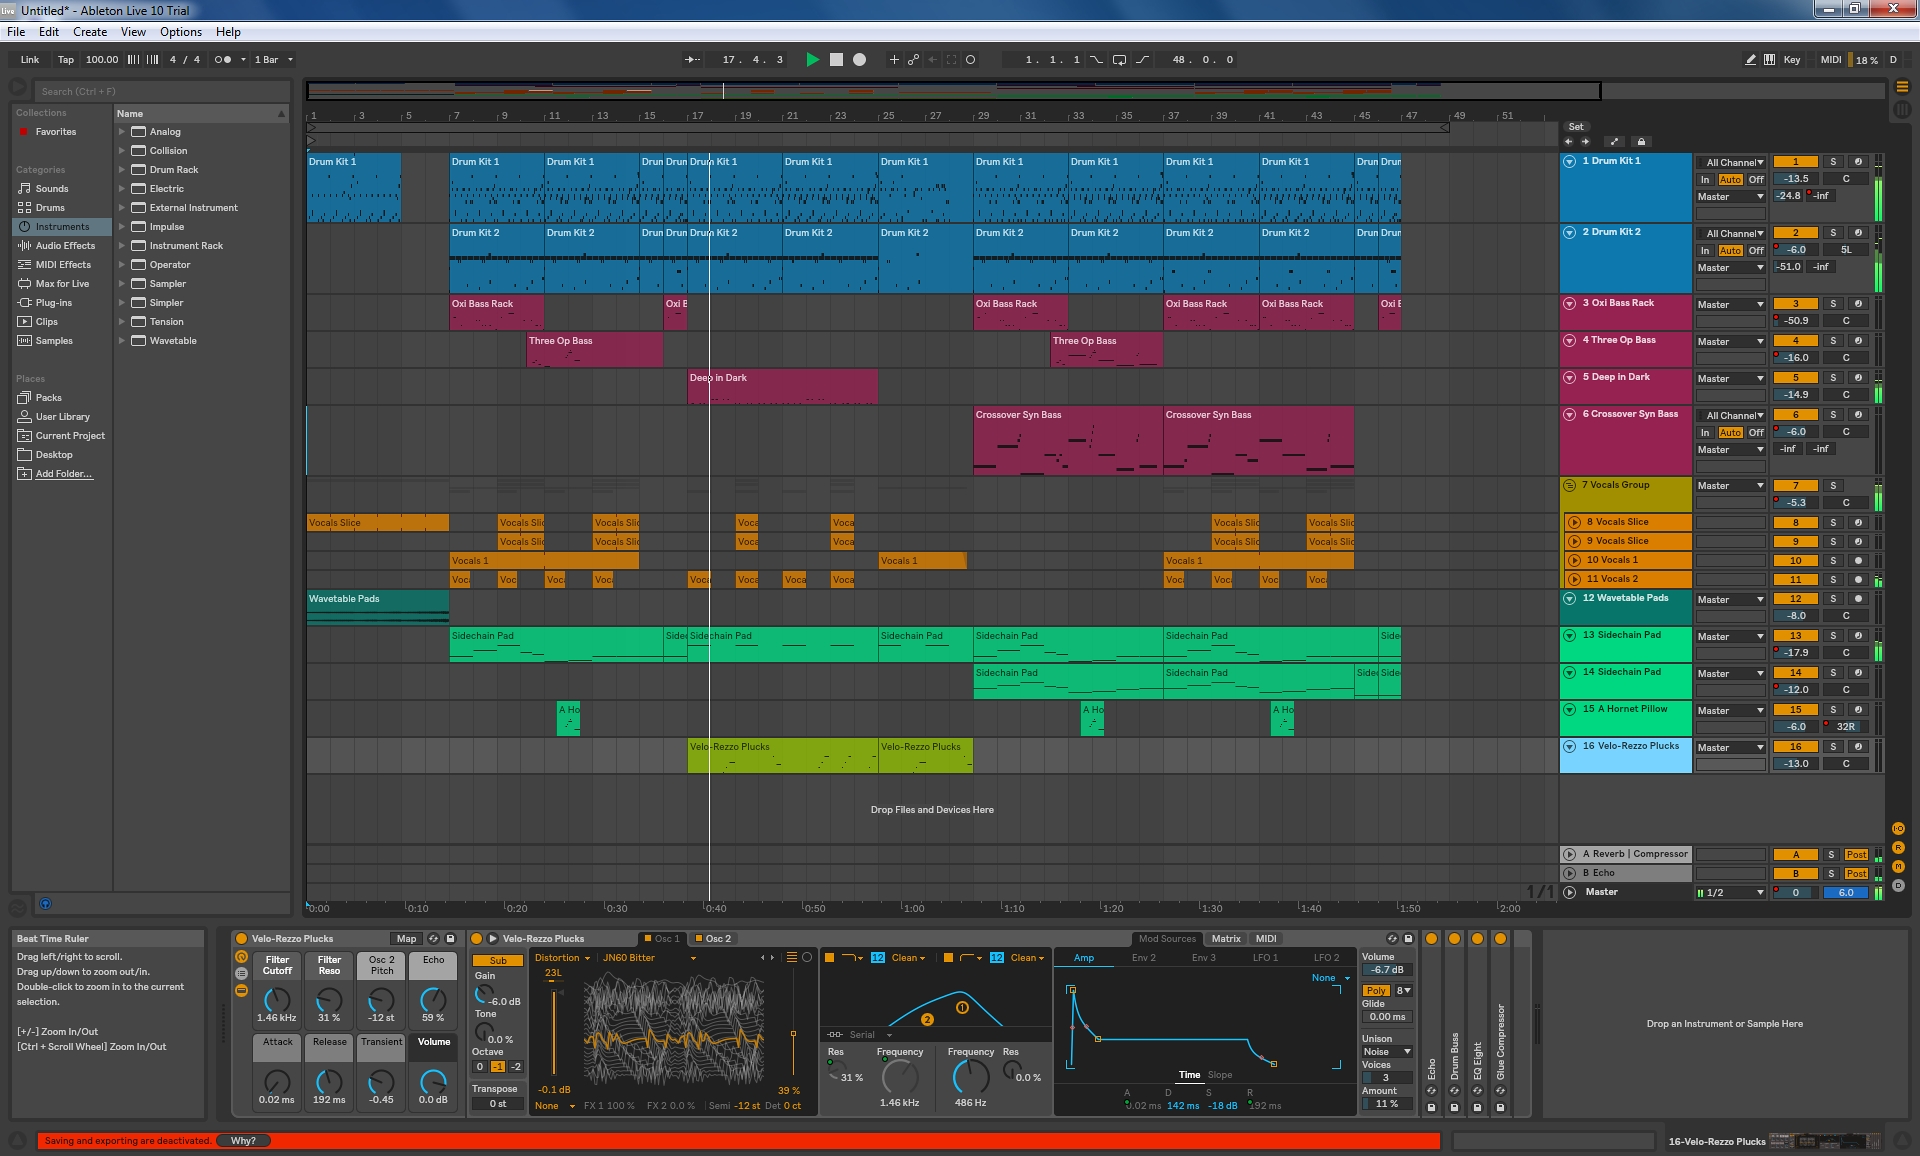 Untitled* - Ableton Live 10 Trial
File Edit Create View Options Help
Link Tap 100.00 4 / 4 1 Bar 17. 4. 3 1. 1. 1 48. 0. 0 Key MIDI 18 % D
Search (Ctrl + F)
Collections
Favorites
Categories
Sounds
Drums
Instruments
Audio Effects
MIDI Effects
Max for Live
Plug-ins
Clips
Samples
Places
Packs
User Library
Current Project
Desktop
Add Folder...
Name
Analog
Collision
Drum Rack
Electric
External Instrument
Impulse
Instrument Rack
Operator
Sampler
Simpler
Tension
Wavetable
1 3 5 7 9 11 13 15 17 19 21 23 25 27 29 31 33 35 37 39 41 43 45 47 49 51
Set
Drum Kit 1 Drum Kit 1 Drum Kit 1 Drum Kit 1 Drum Drum Drum Kit 1 Drum Kit 1 Drum Kit 1 Drum Kit 1 Drum Kit 1 Drum Kit 1 Drum Kit 1 Drum Drum
1 Drum Kit 1 All Channel 1 S
In Auto Off -13.5 C
Master -24.8 -inf
Drum Kit 2 Drum Kit 2 Drum Drum Drum Kit 2 Drum Kit 2 Drum Kit 2 Drum Kit 2 Drum Kit 2 Drum Kit 2 Drum Kit 2 Drum Drum
2 Drum Kit 2 All Channel 2 S
In Auto Off -6.0 5L
Master -51.0 -inf
Oxi Bass Rack Oxi B Oxi Bass Rack Oxi Bass Rack Oxi Bass Rack Oxi B
3 Oxi Bass Rack Master 3 S
-50.9 C
Three Op Bass Three Op Bass
4 Three Op Bass Master 4 S
-16.0 C
Deep in Dark
5 Deep in Dark Master 5 S
-14.9 C
Crossover Syn Bass Crossover Syn Bass
6 Crossover Syn Bass All Channel 6 S
In Auto Off -6.0 C
Master -inf -inf
7 Vocals Group Master 7 S
-5.3 C
Vocals Slice Vocals Slic Vocals Slic Voca Voca Vocals Slic Vocals Slic
8 Vocals Slice 8 S
Vocals Slic Vocals Slic Voca Voca Vocals Slic Vocals Slic
9 Vocals Slice 9 S
Vocals 1 Vocals 1 Vocals 1
10 Vocals 1 10 S
Voca Voc Voca Voca Voca Voca Voca Voca Voca Voca Voc Voca
11 Vocals 2 11 S
Wavetable Pads
12 Wavetable Pads Master 12 S
-8.0 C
Sidechain Pad Sidec Sidechain Pad Sidechain Pad Sidechain Pad Sidechain Pad Sidec
13 Sidechain Pad Master 13 S
-17.9 C
Sidechain Pad Sidechain Pad Sidec Sidec
14 Sidechain Pad Master 14 S
-12.0 C
A Ho A Ho A Ho
15 A Hornet Pillow Master 15 S
-6.0 32R
Velo-Rezzo Plucks Velo-Rezzo Plucks
16 Velo-Rezzo Plucks Master 16 S
-13.0 C
Drop Files and Devices Here
A Reverb | Compressor A S Post
B Echo B S Post
1/1 Master 1/2 0 6.0
I·O
R
M
D
0:00 0:10 0:20 0:30 0:40 0:50 1:00 1:10 1:20 1:30 1:40 1:50 2:00
Beat Time Ruler
Drag left/right to scroll.
Drag up/down to zoom out/in.
Double-click to zoom in to the current
selection.
[+/-] Zoom In/Out
[Ctrl + Scroll Wheel] Zoom In/Out
Velo-Rezzo Plucks Map
Filter Cutoff Filter Reso Osc 2 Pitch Echo
1.46 kHz 31 % -12 st 59 %
Attack Release Transient Volume
0.02 ms 192 ms -0.45 0.0 dB
Velo-Rezzo Plucks Osc 1 Osc 2
Sub
Gain
-6.0 dB
Tone
0.0 %
Octave
0 -1 -2
Transpose
0 st
Distortion JN60 Bitter
23L
-0.1 dB 39 %
None FX 1 100 % FX 2 0.0 % Semi -12 st Det 0 ct
12 Clean 12 Clean
1
2
Serial
Res Frequency Frequency Res
31 % 1.46 kHz 486 Hz 0.0 %
Mod Sources Matrix MIDI
Amp Env 2 Env 3 LFO 1 LFO 2
None
Time Slope
A D S R
0.02 ms 142 ms -18 dB 192 ms
Volume
-6.7 dB
Poly 8
Glide
0.00 ms
Unison
Noise
Voices
3
Amount
11 %
Echo
Drum Buss
EQ Eight
Glue Compressor
Drop an Instrument or Sample Here
Saving and exporting are deactivated. Why?
16-Velo-Rezzo Plucks